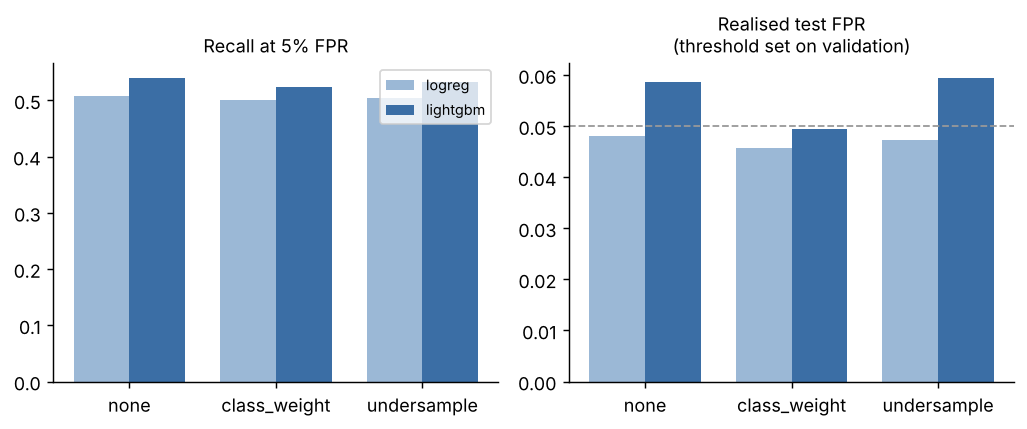 Recall at 5% FPR
0.5
0.4
0.3
0.2
0.1
0.0
logreg
lightgbm
none
class_weight
undersample
Realised test FPR
(threshold set on validation)
0.06
0.05
0.04
0.03
0.02
0.01
0.00
none
class_weight
undersample